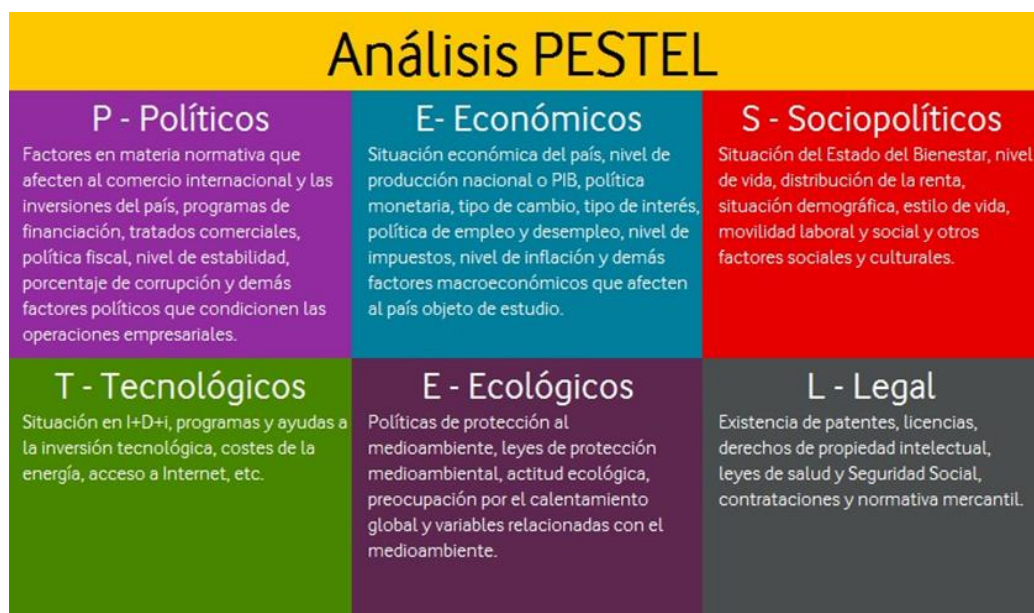 Análisis PESTEL
P - Políticos
Factores en materia normativa que
afecten al comercio internacional y las
inversiones del país, programas de
financiación, tratados comerciales,
política fiscal, nivel de estabilidad,
porcentaje de corrupción y demás
factores políticos que condicionen las
operaciones empresariales.
E- Económicos
Situación económica del país, nivel de
producción nacional o PIB, política
monetaria, tipo de cambio, tipo de interés,
política de empleo y desempleo, nivel de
impuestos, nivel de inflación y demás
factores macroeconómicos que afecten
al país objeto de estudio.
S - Sociopolíticos
Situación del Estado del Bienestar, nivel
de vida, distribución de la renta,
situación demográfica, estilo de vida,
movilidad laboral y social y otros
factores sociales y culturales.
T - Tecnológicos
Situación en I+D+i, programas y ayudas a
la inversión tecnológica, costes de la
energía, acceso a Internet, etc.
E - Ecológicos
Políticas de protección al
medioambiente, leyes de protección
medioambiental, actitud ecológica,
preocupación por el calentamiento
global y variables relacionadas con el
medioambiente.
L - Legal
Existencia de patentes, licencias,
derechos de propiedad intelectual,
leyes de salud y Seguridad Social,
contrataciones y normativa mercantil.